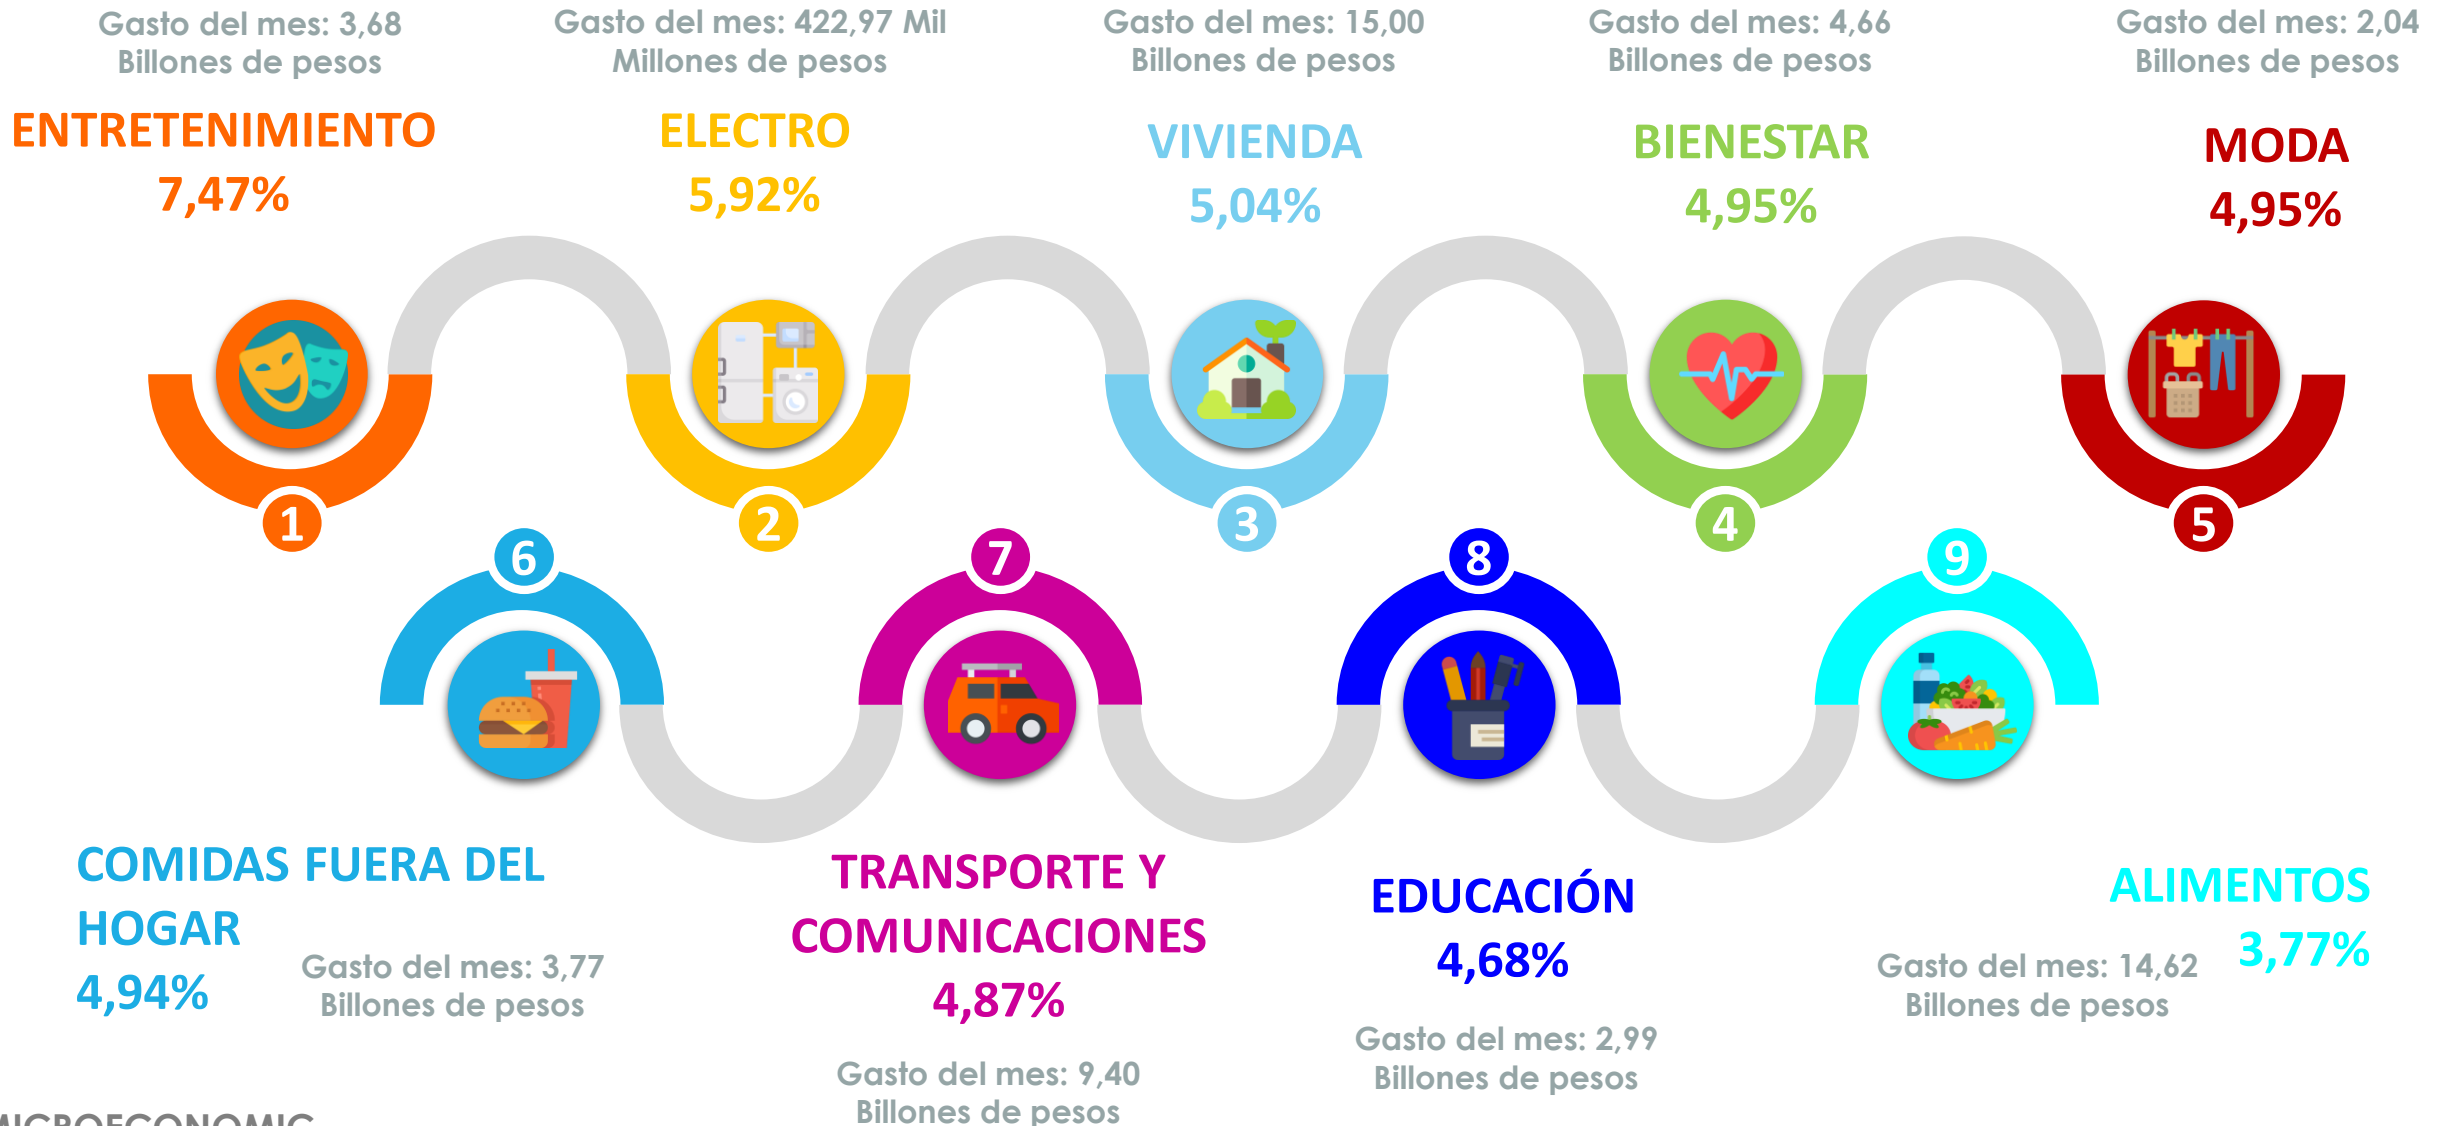 Gasto del mes: 3,68
Billones de pesos
ENTRETENIMIENTO
7,47%
Gasto del mes: 422,97 Mil
Millones de pesos
ELECTRO
5,92%
Gasto del mes: 15,00
Billones de pesos
VIVIENDA
5,04%
Gasto del mes: 4,66
Billones de pesos
BIENESTAR
4,95%
Gasto del mes: 2,04
Billones de pesos
MODA
4,95%
1
2
3
4
5
6
7
8
9
COMIDAS FUERA DEL
HOGAR
4,94%
Gasto del mes: 3,77
Billones de pesos
TRANSPORTE Y
COMUNICACIONES
4,87%
Gasto del mes: 9,40
Billones de pesos
EDUCACIÓN
4,68%
Gasto del mes: 2,99
Billones de pesos
ALIMENTOS
3,77%
Gasto del mes: 14,62
Billones de pesos